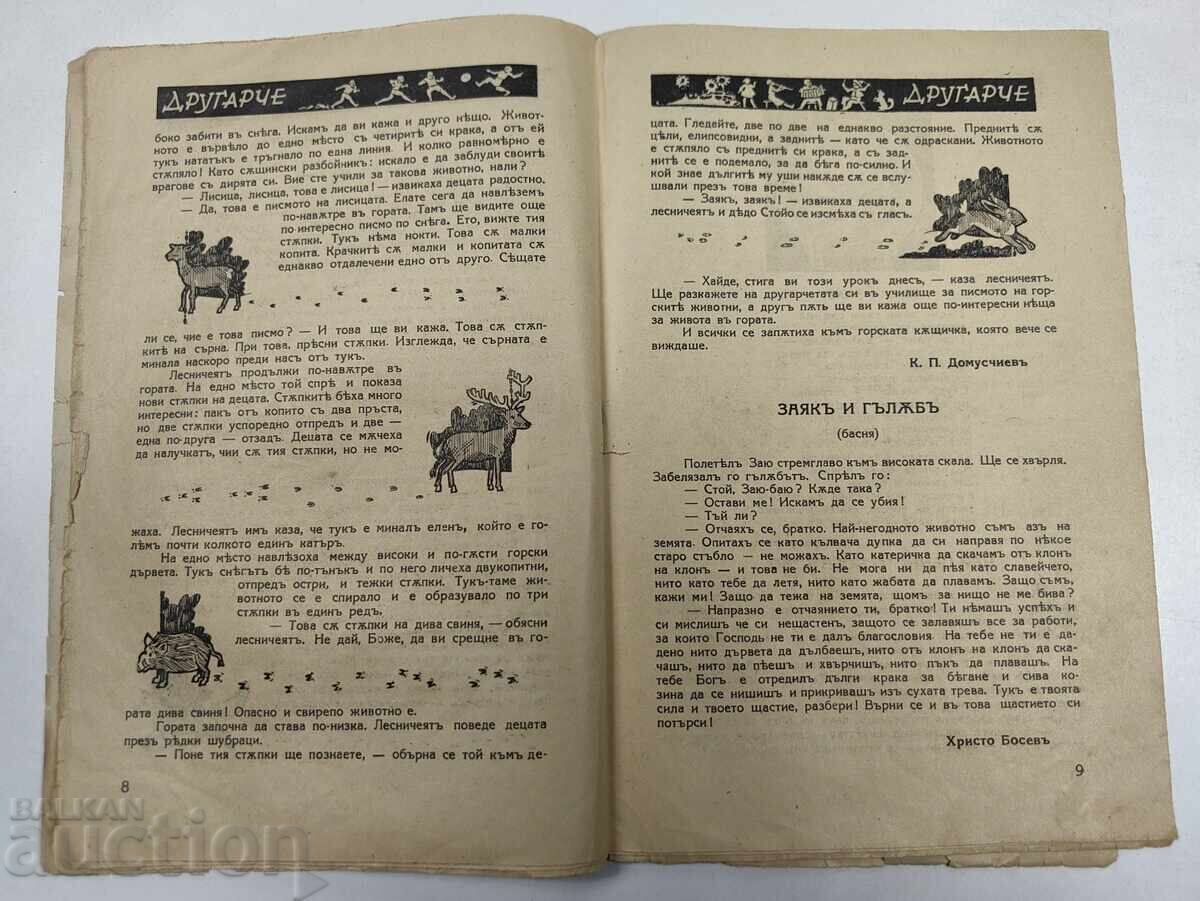 ДРУГАРЧЕ
боко забити въ снѣга. Искамъ да ви кажа и друго нѣщо. Живот-
ното е вървѣло до едно мѣсто съ четиритѣ си крака, а отъ ей
тукъ нататъкъ е тръгнало по една линия. И колко равномѣрно е
стѫпяло! Като сѫщински разбойникъ: искало е да заблуди своитѣ
врагове съ дирята си. Вие сте учили за такова животно, нали?
— Лисица, лисица, това е лисица! — извикаха децата радостно.
— Да, това е писмото на лисицата. Елате сега да навлѣземъ
по-навѫтре въ гората. Тамъ ще видите още
по-интересно писмо по снѣга. Ето, вижте тия
стѫпки. Тукъ нѣма нокти. Това сѫ малки
копита. Крачкитѣ сѫ малки и копитата сѫ
еднакво отдалечени едно отъ друго. Сѣщате
ли се, чие е това писмо? — И това ще ви кажа. Това сѫ стѫп-
китѣ на сърна. При това, прѣсни стѫпки. Изглежда, че сърната е
минала наскоро преди насъ отъ тукъ.
Лесничеятъ продължи по-навѫтре въ
гората. На едно мѣсто той спрѣ и показа
нови стѫпки на децата. Стѫпкитѣ бѣха много
интересни: пакъ отъ копито съ два пръста,
но две стѫпки успоредно отпредъ и две —
една по-друга — отзадъ. Децата се мѫчеха
да налучкатъ, чии сѫ тия стѫпки, но не мо-
жаха. Лесничеятъ имъ каза, че тукъ е миналъ еленъ, който е го-
лѣмъ почти колкото единъ катъръ.
На едно мѣсто навлѣзоха между високи и по-гѫсти горски
дървета. Тукъ снѣгътъ бѣ по-тънъкъ и по него личеха двукопитни,
отпредъ остри, и тежки стѫпки. Тукъ-таме жи-
вотното се е спирало и е образувало по три
стѫпки въ единъ редъ.
— Това сѫ стѫпки на дива свиня, — обясни
лесничеятъ. Не дай, Боже, да ви срещне въ го-
рата дива свиня! Опасно и свирепо животно е.
Гората започна да става по-низка. Лесничеятъ поведе децата
презъ рѣдки шубраци.
— Поне тия стѫпки ще познаете, — обърна се той къмъ де-
8
ДРУГАРЧЕ
цата. Гледайте, две по две на еднакво разстояние. Преднитѣ сѫ
цѣли, елипсовидни, а заднитѣ — като че сѫ одраскани. Животното
е стѫпяло съ преднитѣ си крака, а съ зад-
нитѣ се е подемало, за да бѣга по-силно. И
кой знае дългитѣ му уши накѫде сѫ се вслу-
швали презъ това време!
— Заякъ, заякъ! — извикаха децата, а
лесничеятъ и дѣдо Стойо се изсмѣха съ гласъ.
— Хайде, стига ви този урокъ днесъ, — каза лесничеятъ.
Ще разкажете на другарчетата си въ училище за писмото на гор-
скитѣ животни, а другъ пѫть ще ви кажа още по-интересни нѣща
за живота въ гората.
И всички се запѫтиха къмъ горската кѫщичка, която вече се
виждаше.
К. П. Домусчиевъ
ЗАЯКЪ И ГЪЛѪБЪ
(басня)
Полетѣлъ Заю стремглаво къмъ високата скала. Ще се хвърля.
Забелязалъ го гълѫбътъ. Спрѣлъ го:
— Стой, Заю-баю? Кѫде така?
— Остави ме! Искамъ да се убия!
— Тъй ли?
— Отчаяхъ се, братко. Най-негодното животно съмъ азъ на
земята. Опитахъ се като кълвача дупка да си направя по нѣкое
старо стъбло — не можахъ. Като катеричка да скачамъ отъ клонъ
на клонъ — и това не би. Не мога ни да пѣя като славейчето,
нито като тебе да летя, нито като жабата да плавамъ. Защо съмъ,
кажи ми! Защо да тежа на земята, щомъ за нищо не ме бива?
— Напразно е отчаянието ти, братко! Ти нѣмашъ успѣхъ и
си мислишъ че си нещастенъ, защото се залавяшъ все за работи,
за които Господь не ти е далъ благословия. На тебе не ти е да-
дено нито дървета да дълбаешъ, нито отъ клонъ на клонъ да ска-
чашъ, нито да пѣешъ и хвърчишъ, нито пъкъ да плавашъ. На
тебе Богъ е отредилъ дълги крака за бѣгане и сива ко-
зина да се нишишъ и прикривашъ изъ сухата трева. Тукъ е твоята
сила и твоето щастие, разбери! Върни се и въ това щастието си
потърси!
Христо Босевъ
9
BALKAN
auction